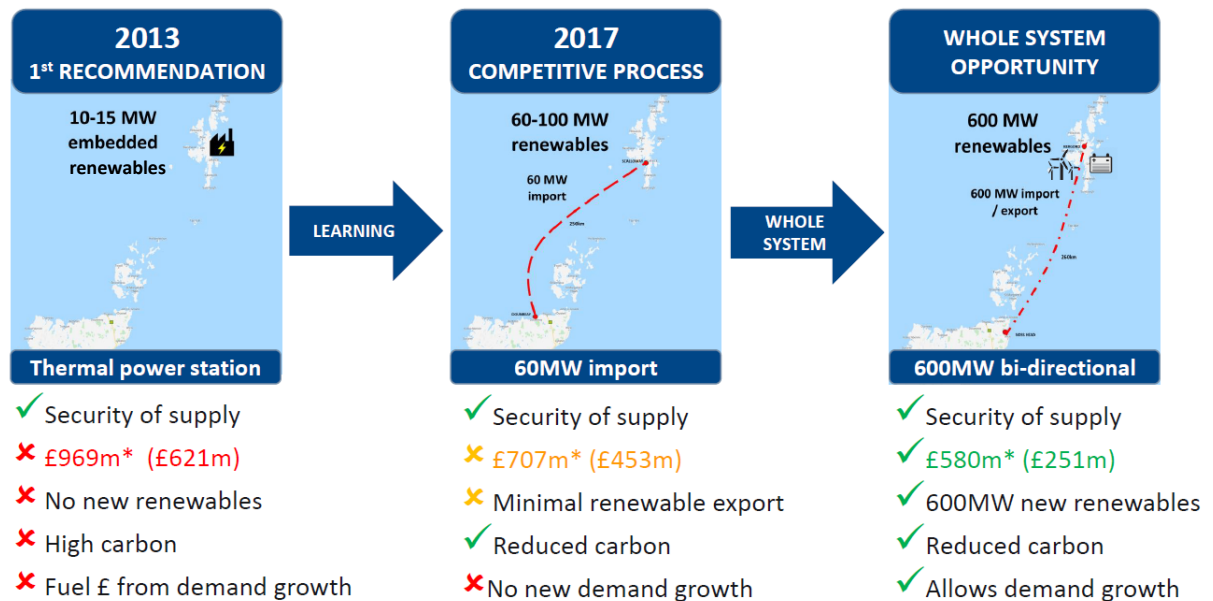 2013
1st RECOMMENDATION
10-15 MW
embedded
renewables
Thermal power station
✓ Security of supply
✘ £969m* (£621m)
✘ No new renewables
✘ High carbon
✘ Fuel £ from demand growth
LEARNING
2017
COMPETITIVE PROCESS
60-100 MW
renewables
60 MW
import
60MW import
✓ Security of supply
✘ £707m* (£453m)
✘ Minimal renewable export
✓ Reduced carbon
✘ No new demand growth
WHOLE
SYSTEM
WHOLE SYSTEM
OPPORTUNITY
600 MW
renewables
600 MW import
/ export
260km
600MW bi-directional
✓ Security of supply
✓ £580m* (£251m)
✓ 600MW new renewables
✓ Reduced carbon
✓ Allows demand growth